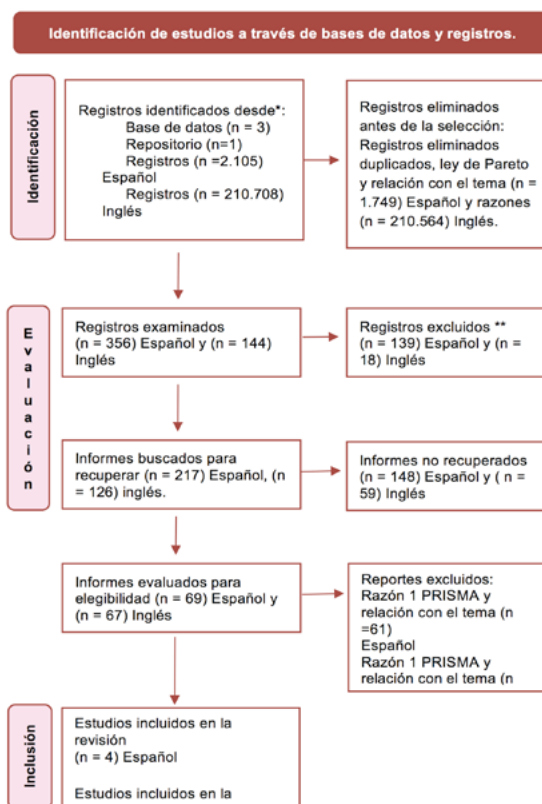 Identificación de estudios a través de bases de datos y registros.
Identificación
Registros identificados desde*:
Base de datos (n = 3)
Repositorio (n=1)
Registros (n =2.105)
Español
Registros (n = 210.708)
Inglés
Registros eliminados
antes de la selección:
Registros eliminados
duplicados, ley de Pareto
y relación con el tema (n =
1.749) Español y razones
(n = 210.564) Inglés.
Evaluación
Registros examinados
(n = 356) Español y (n = 144)
Inglés
Registros excluidos **
(n = 139) Español y (n =
18) Inglés
Informes buscados para
recuperar (n = 217) Español, (n
= 126) inglés.
Informes no recuperados
(n = 148) Español y ( n =
59) Inglés
Informes evaluados para
elegibilidad (n = 69) Español y
(n = 67) Inglés
Reportes excluidos:
Razón 1 PRISMA y
relación con el tema (n
=61)
Español
Razón 1 PRISMA y
relación con el tema (n
Inclusión
Estudios incluidos en la
revisión
(n = 4) Español
Estudios incluidos en la